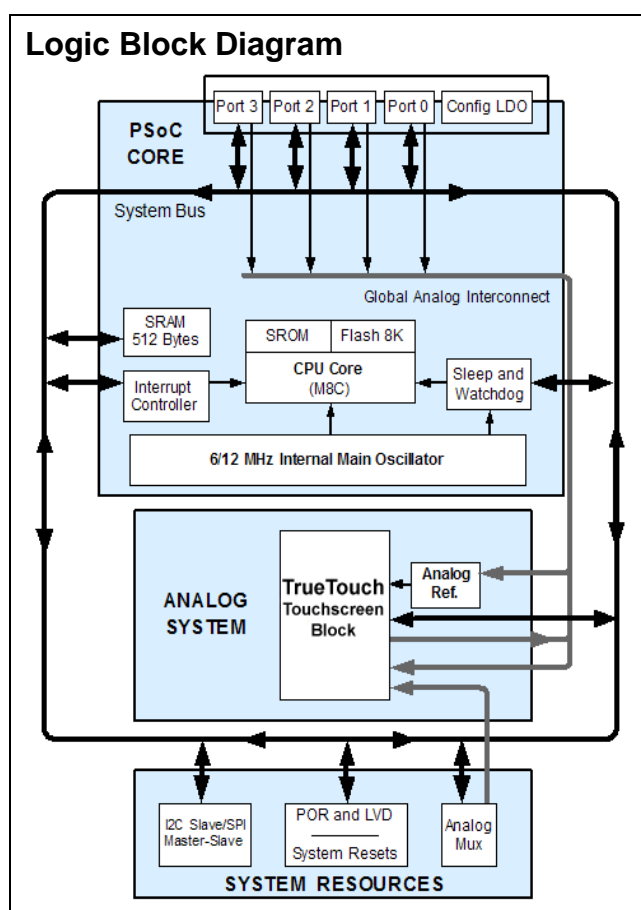 Logic Block Diagram
Port 3 Port 2 Port 1 Port 0 Config LDO
PSoC
CORE
System Bus
Global Analog Interconnect
SRAM
512 Bytes
SROM Flash 8K
CPU Core
(M8C)
Interrupt
Controller
Sleep and
Watchdog
6/12 MHz Internal Main Oscillator
ANALOG
SYSTEM
TrueTouch
Touchscreen
Block
Analog
Ref.
I2C Slave/SPI
Master-Slave
POR and LVD
System Resets
Analog
Mux
SYSTEM RESOURCES